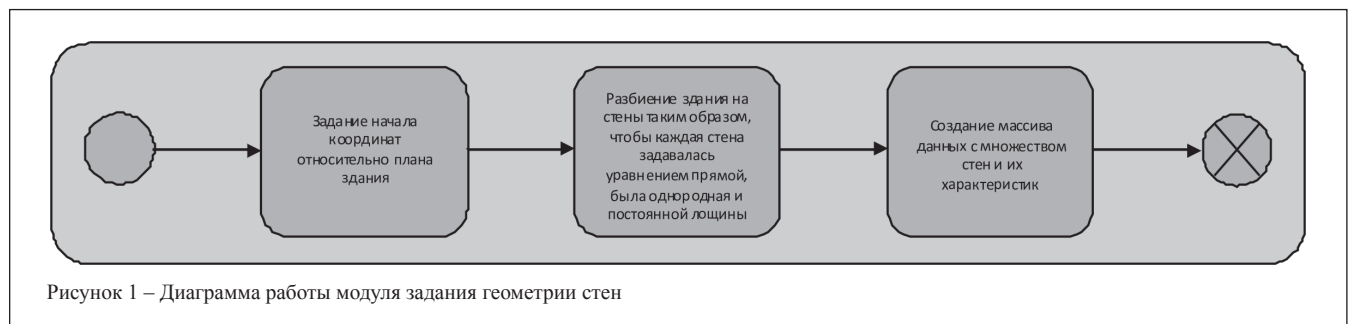 Задание начала
координат
относительно плана
здания
Разбиение здания на
стены таким образом,
чтобы каждая стена
задавалась
уравнением прямой,
была однородная и
постоянной лощины
Создание массива
данных с множеством
стен и их
характеристик
Рисунок 1 – Диаграмма работы модуля задания геометрии стен